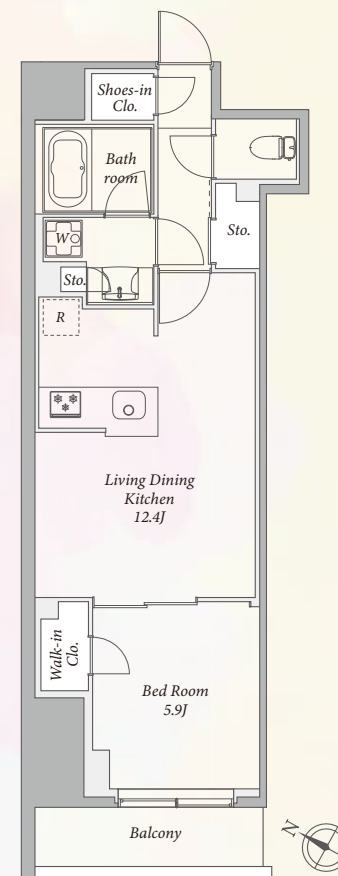 Shoes-in
Clo.
Bath
room
W
Sto.
Sto.
R
Living Dining
Kitchen
12.4J
Walk-in
Clo.
Bed Room
5.9J
Balcony
N